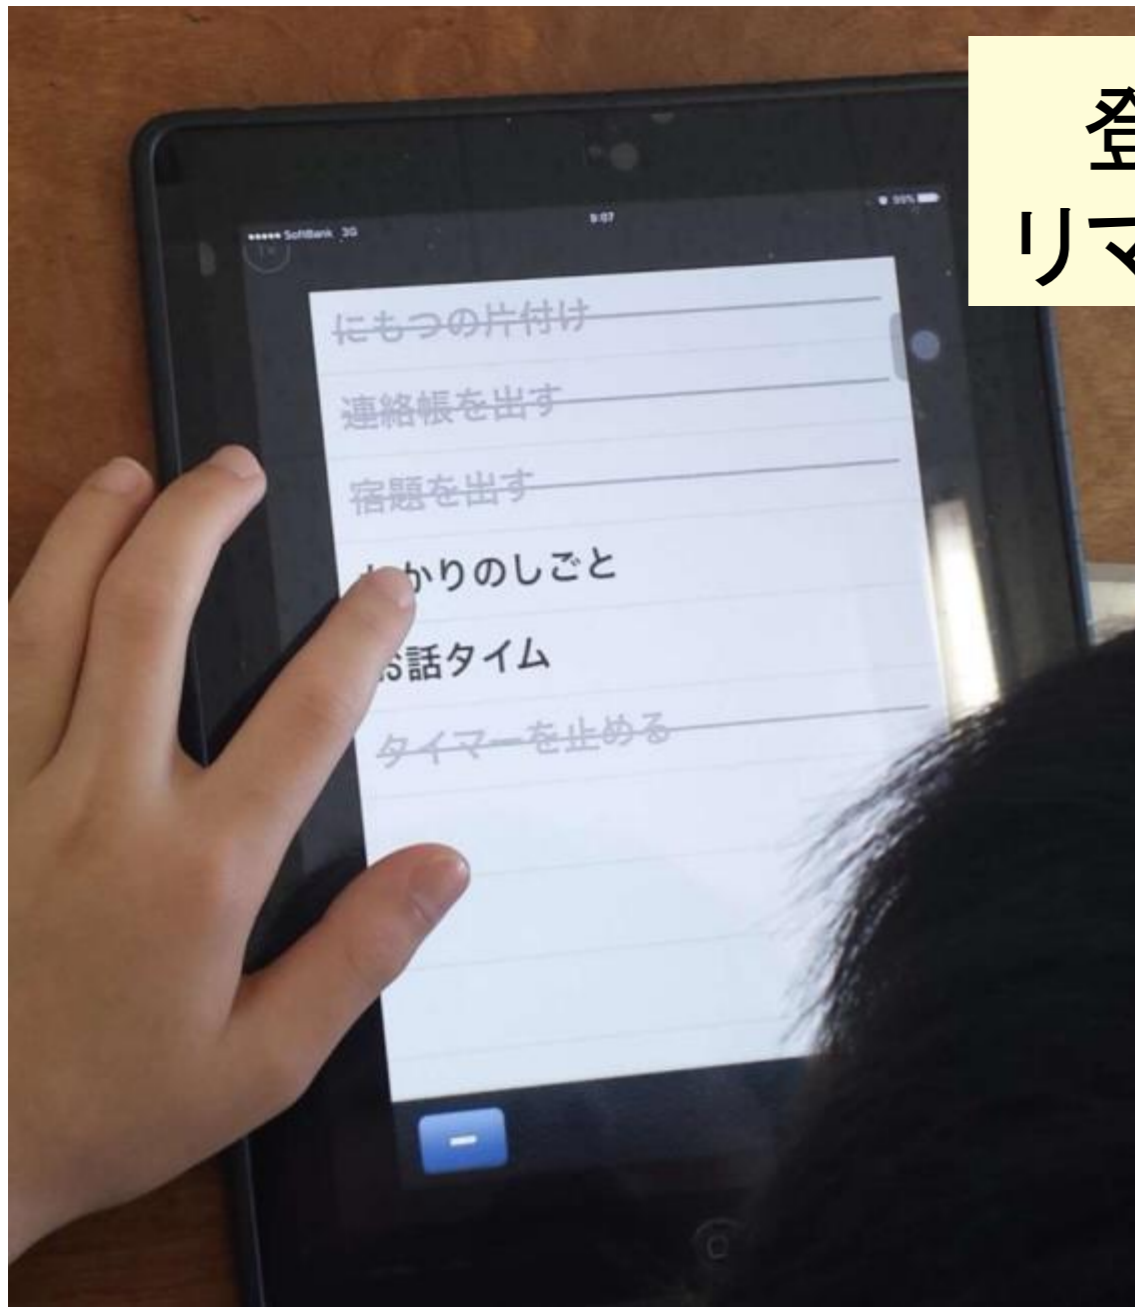 登
リマ
SoftBank 3G
9:07
99%
にもつの片付け
連絡帳を出す
宿題を出す
かりのしごと
お話タイム
タイマーを止める